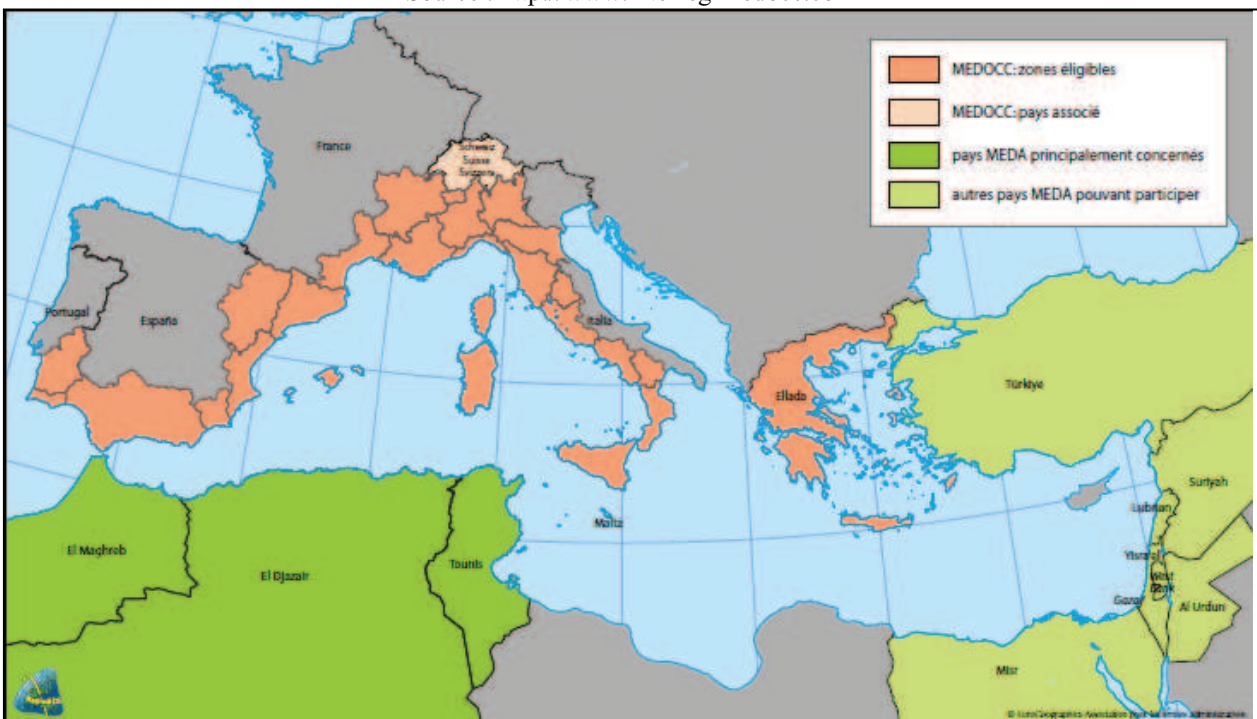 MEDOCC: zones éligibles
MEDOCC: pays associé
pays MEDA principalement concernés
autres pays MEDA pouvant participer
France
Schweiz
Suisse
Svizzera
Portugal
España
Italia
Ellada
Türkiye
Malta
Suriyah
Lubnan
Yisra'el
West
Bank
Gaza
Al Urdun
El Maghreb
El Djazair
Tounis
Misr